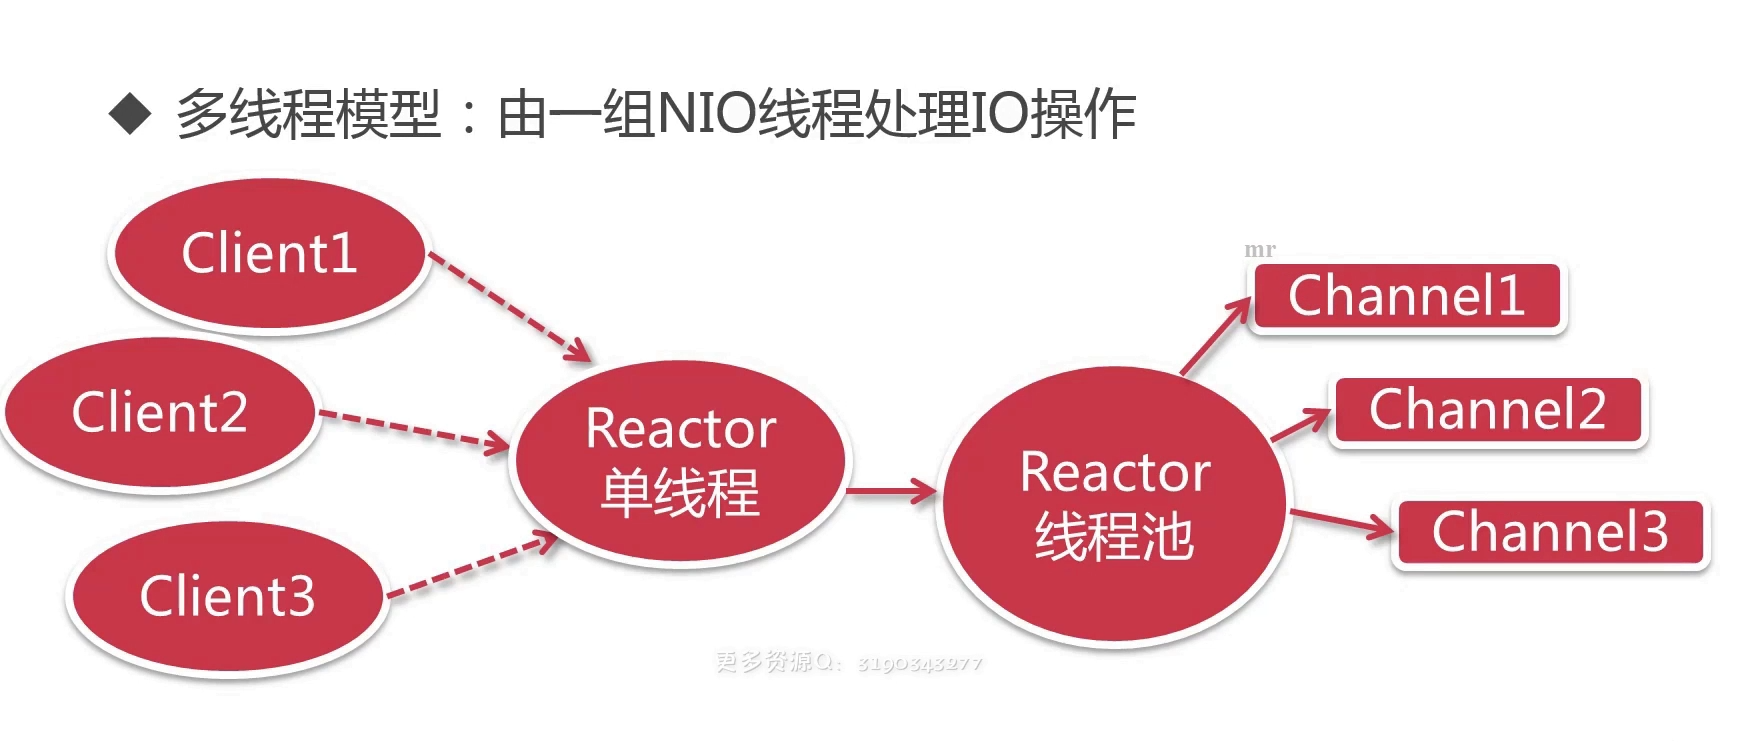 ◆ 多线程模型：由一组NIO线程处理IO操作
Client1
Client2
Client3
Reactor
单线程
Reactor
线程池
mr
Channel1
Channel2
Channel3
更多资源Q：3190343277